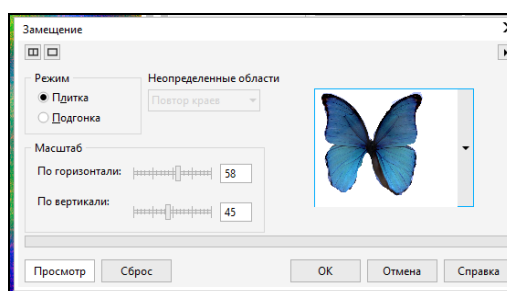 Замещение
Режим
Плитка
Подгонка
Неопределенные области
Повтор краев
Масштаб
По горизонтали: 58
По вертикали: 45
Просмотр Сброс OK Отмена Справка